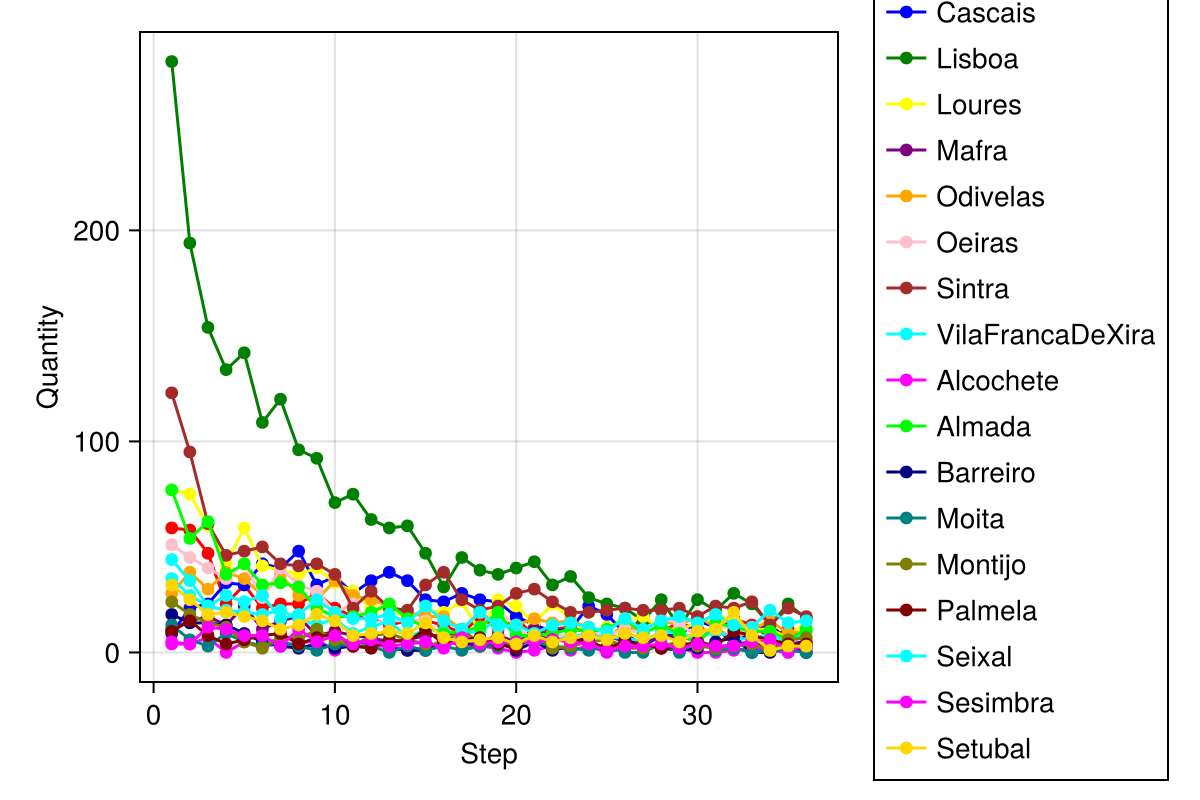 Cascais
Lisboa
Loures
Mafra
Odivelas
Oeiras
Sintra
VilaFrancaDeXira
Alcochete
Almada
Barreiro
Moita
Montijo
Palmela
Seixal
Sesimbra
Setubal
200
100
0
Quantity
0 10 20 30
Step